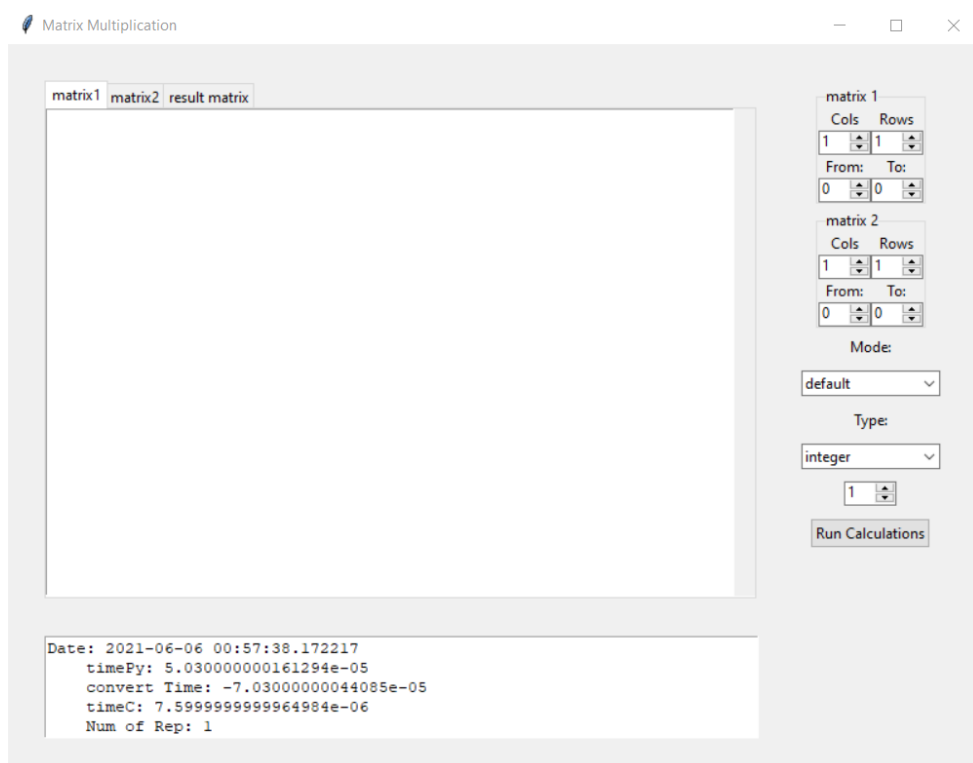 Matrix Multiplication
matrix1 matrix2 result matrix
matrix 1
Cols Rows
1 1
From: To:
0 0
matrix 2
Cols Rows
1 1
From: To:
0 0
Mode:
default
Type:
integer
1
Run Calculations
Date: 2021-06-06 00:57:38.172217
timePy: 5.030000000161294e-05
convert Time: -7.03000000044085e-05
timeC: 7.5999999999964984e-06
Num of Rep: 1